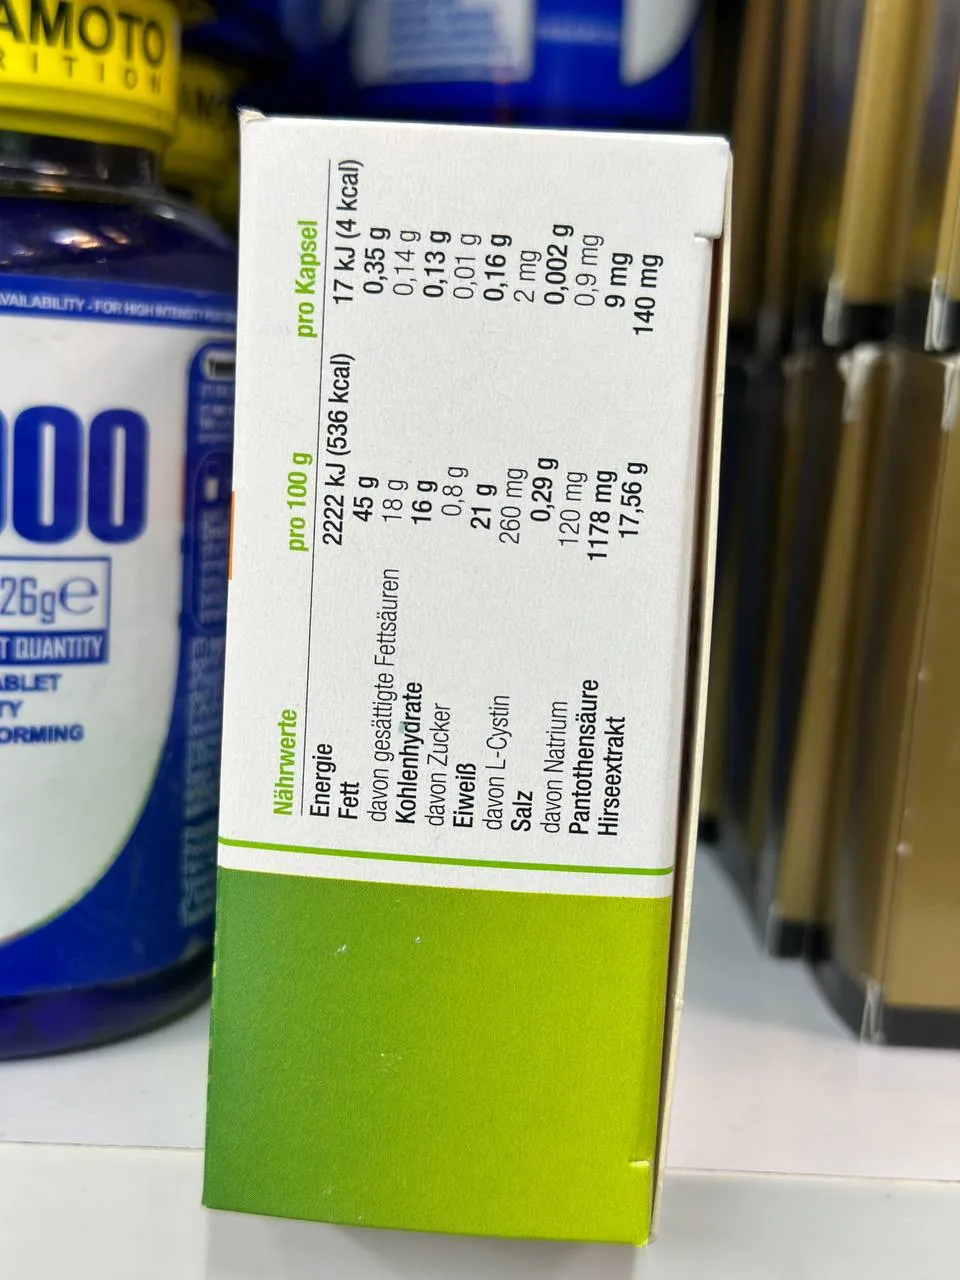 AMOTO
RITION
AVAILABILITY - FOR HIGH INTENSITY
000
26g e
T QUANTITY
ABLET
TY
ORMING
Nährwerte pro 100 g pro Kapsel
Energie 2222 kJ (536 kcal) 17 kJ (4 kcal)
Fett 45 g 0,35 g
davon gesättigte Fettsäuren 18 g 0,14 g
Kohlenhydrate 16 g 0,13 g
davon Zucker 0,8 g 0,01 g
Eiweiß 21 g 0,16 g
davon L-Cystin 260 mg 2 mg
Salz 0,29 g 0,002 g
davon Natrium 120 mg 0,9 mg
Pantothensäure 1178 mg 9 mg
Hirseextrakt 17,56 g 140 mg